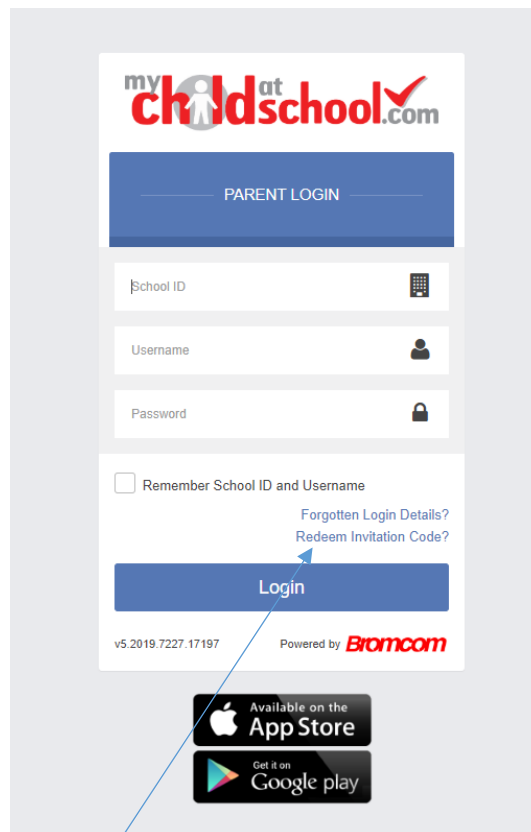 my child at school.com
PARENT LOGIN
School ID
Username
Password
Remember School ID and Username
Forgotten Login Details?
Redeem Invitation Code?
Login
v5.2019.7227.17197 Powered by Bromcom
Available on the
App Store
Get it on
Google play